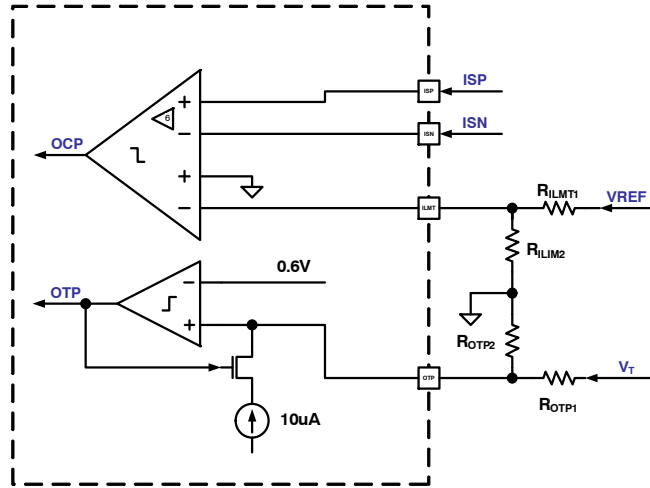 ISP
ISP
+
6
ISN
ISN
−
OCP
+
RILMT1
VREF
−
ILMT
RILIM2
0.6V
OTP
−
+
ROTP2
OTP
VT
ROTP1
10uA